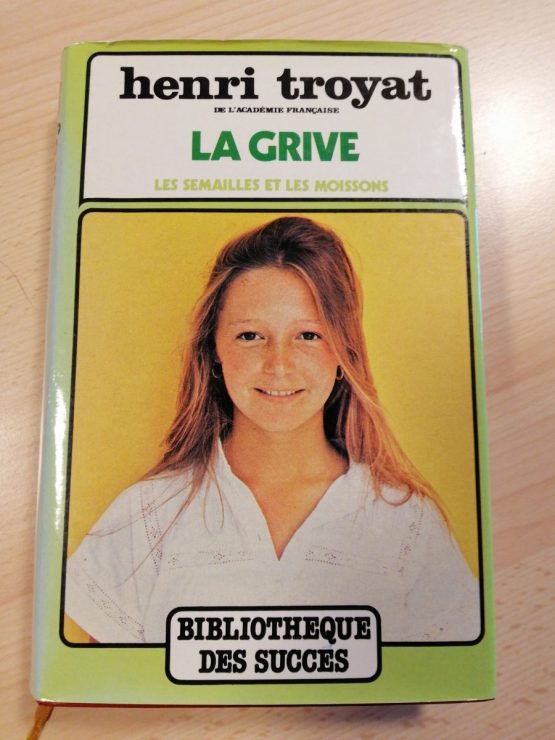 henri troyat
DE L'ACADÉMIE FRANÇAISE
LA GRIVE
LES SEMAILLES ET LES MOISSONS
BIBLIOTHEQUE
DES SUCCES